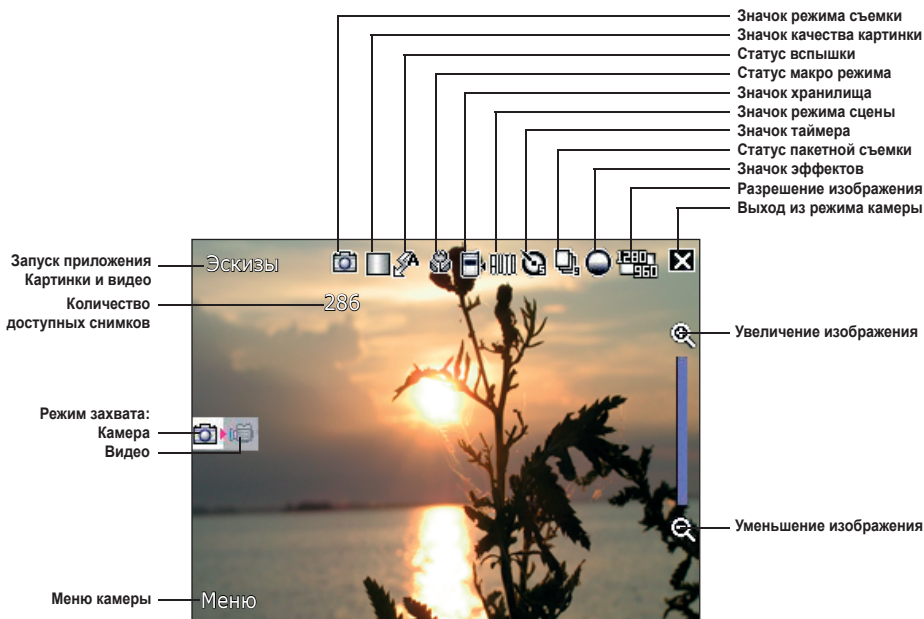 Значок режима съемки
Значок качества картинки
Статус вспышки
Статус макро режима
Значок хранилища
Значок режима сцены
Значок таймера
Статус пакетной съемки
Значок эффектов
Разрешение изображения
Выход из режима камеры
Запуск приложения
Картинки и видео
Количество
доступных снимков
Режим захвата:
Камера
Видео
Меню камеры
Эскизы
A
AUTO
S
S
1280
960
286
Увеличение изображения
Уменьшение изображения
Меню